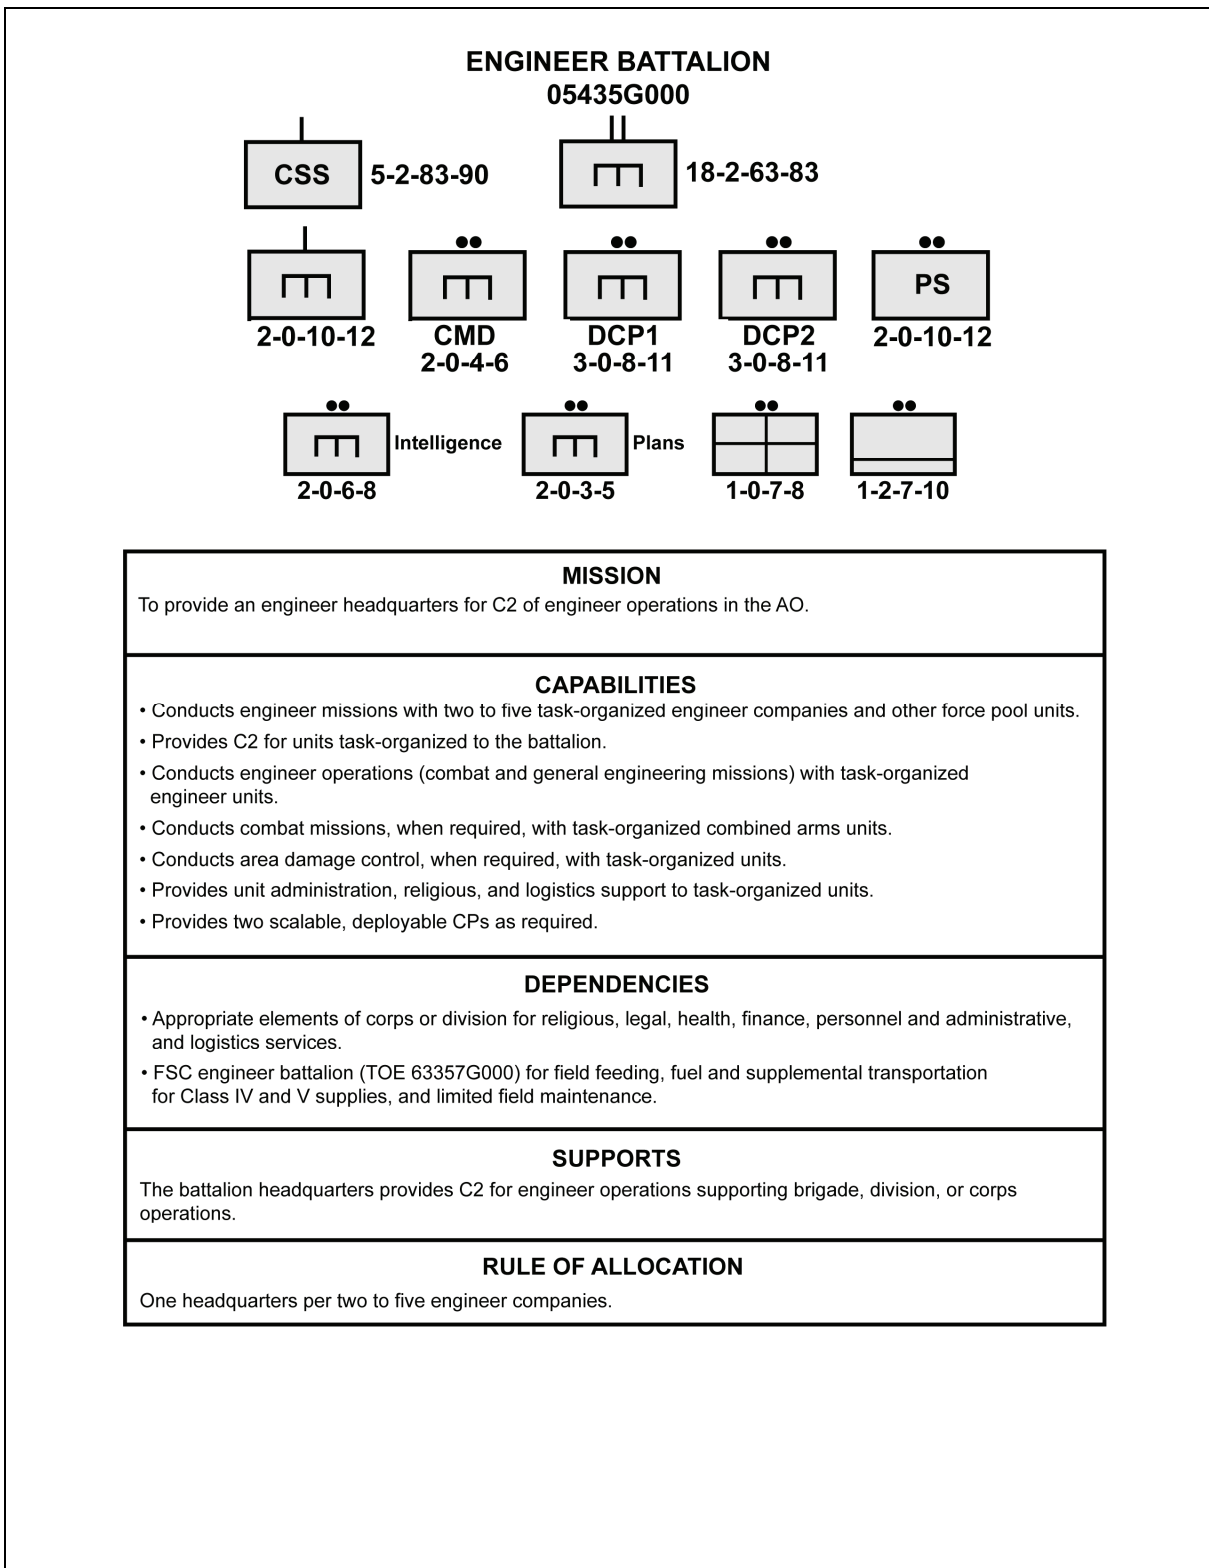 ENGINEER BATTALION
05435G000
CSS 5-2-83-90 18-2-63-83
PS
2-0-10-12 CMD DCP1 DCP2 2-0-10-12
2-0-4-6 3-0-8-11 3-0-8-11
Intelligence Plans
2-0-6-8 2-0-3-5 1-0-7-8 1-2-7-10
MISSION
To provide an engineer headquarters for C2 of engineer operations in the AO.
CAPABILITIES
• Conducts engineer missions with two to five task-organized engineer companies and other force pool units.
• Provides C2 for units task-organized to the battalion.
• Conducts engineer operations (combat and general engineering missions) with task-organized
engineer units.
• Conducts combat missions, when required, with task-organized combined arms units.
• Conducts area damage control, when required, with task-organized units.
• Provides unit administration, religious, and logistics support to task-organized units.
• Provides two scalable, deployable CPs as required.
DEPENDENCIES
• Appropriate elements of corps or division for religious, legal, health, finance, personnel and administrative,
and logistics services.
• FSC engineer battalion (TOE 63357G000) for field feeding, fuel and supplemental transportation
for Class IV and V supplies, and limited field maintenance.
SUPPORTS
The battalion headquarters provides C2 for engineer operations supporting brigade, division, or corps
operations.
RULE OF ALLOCATION
One headquarters per two to five engineer companies.